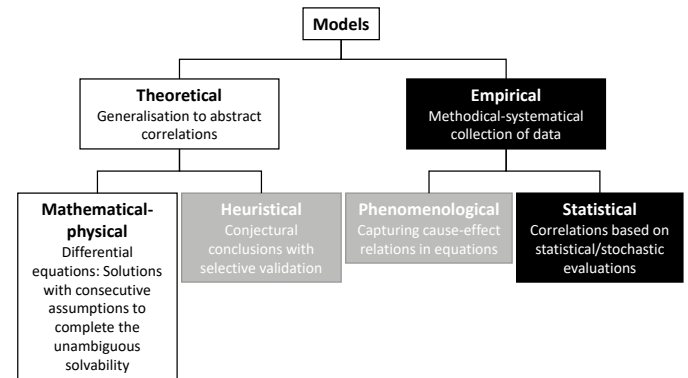 Models
Theoretical
Generalisation to abstract
correlations
Empirical
Methodical-systematical
collection of data
Mathematical-
physical
Differential
equations: Solutions
with consecutive
assumptions to
complete the
unambiguous
solvability
Heuristical
Conjectural
conclusions with
selective validation
Phenomenological
Capturing cause-effect
relations in equations
Statistical
Correlations based on
statistical/stochastic
evaluations